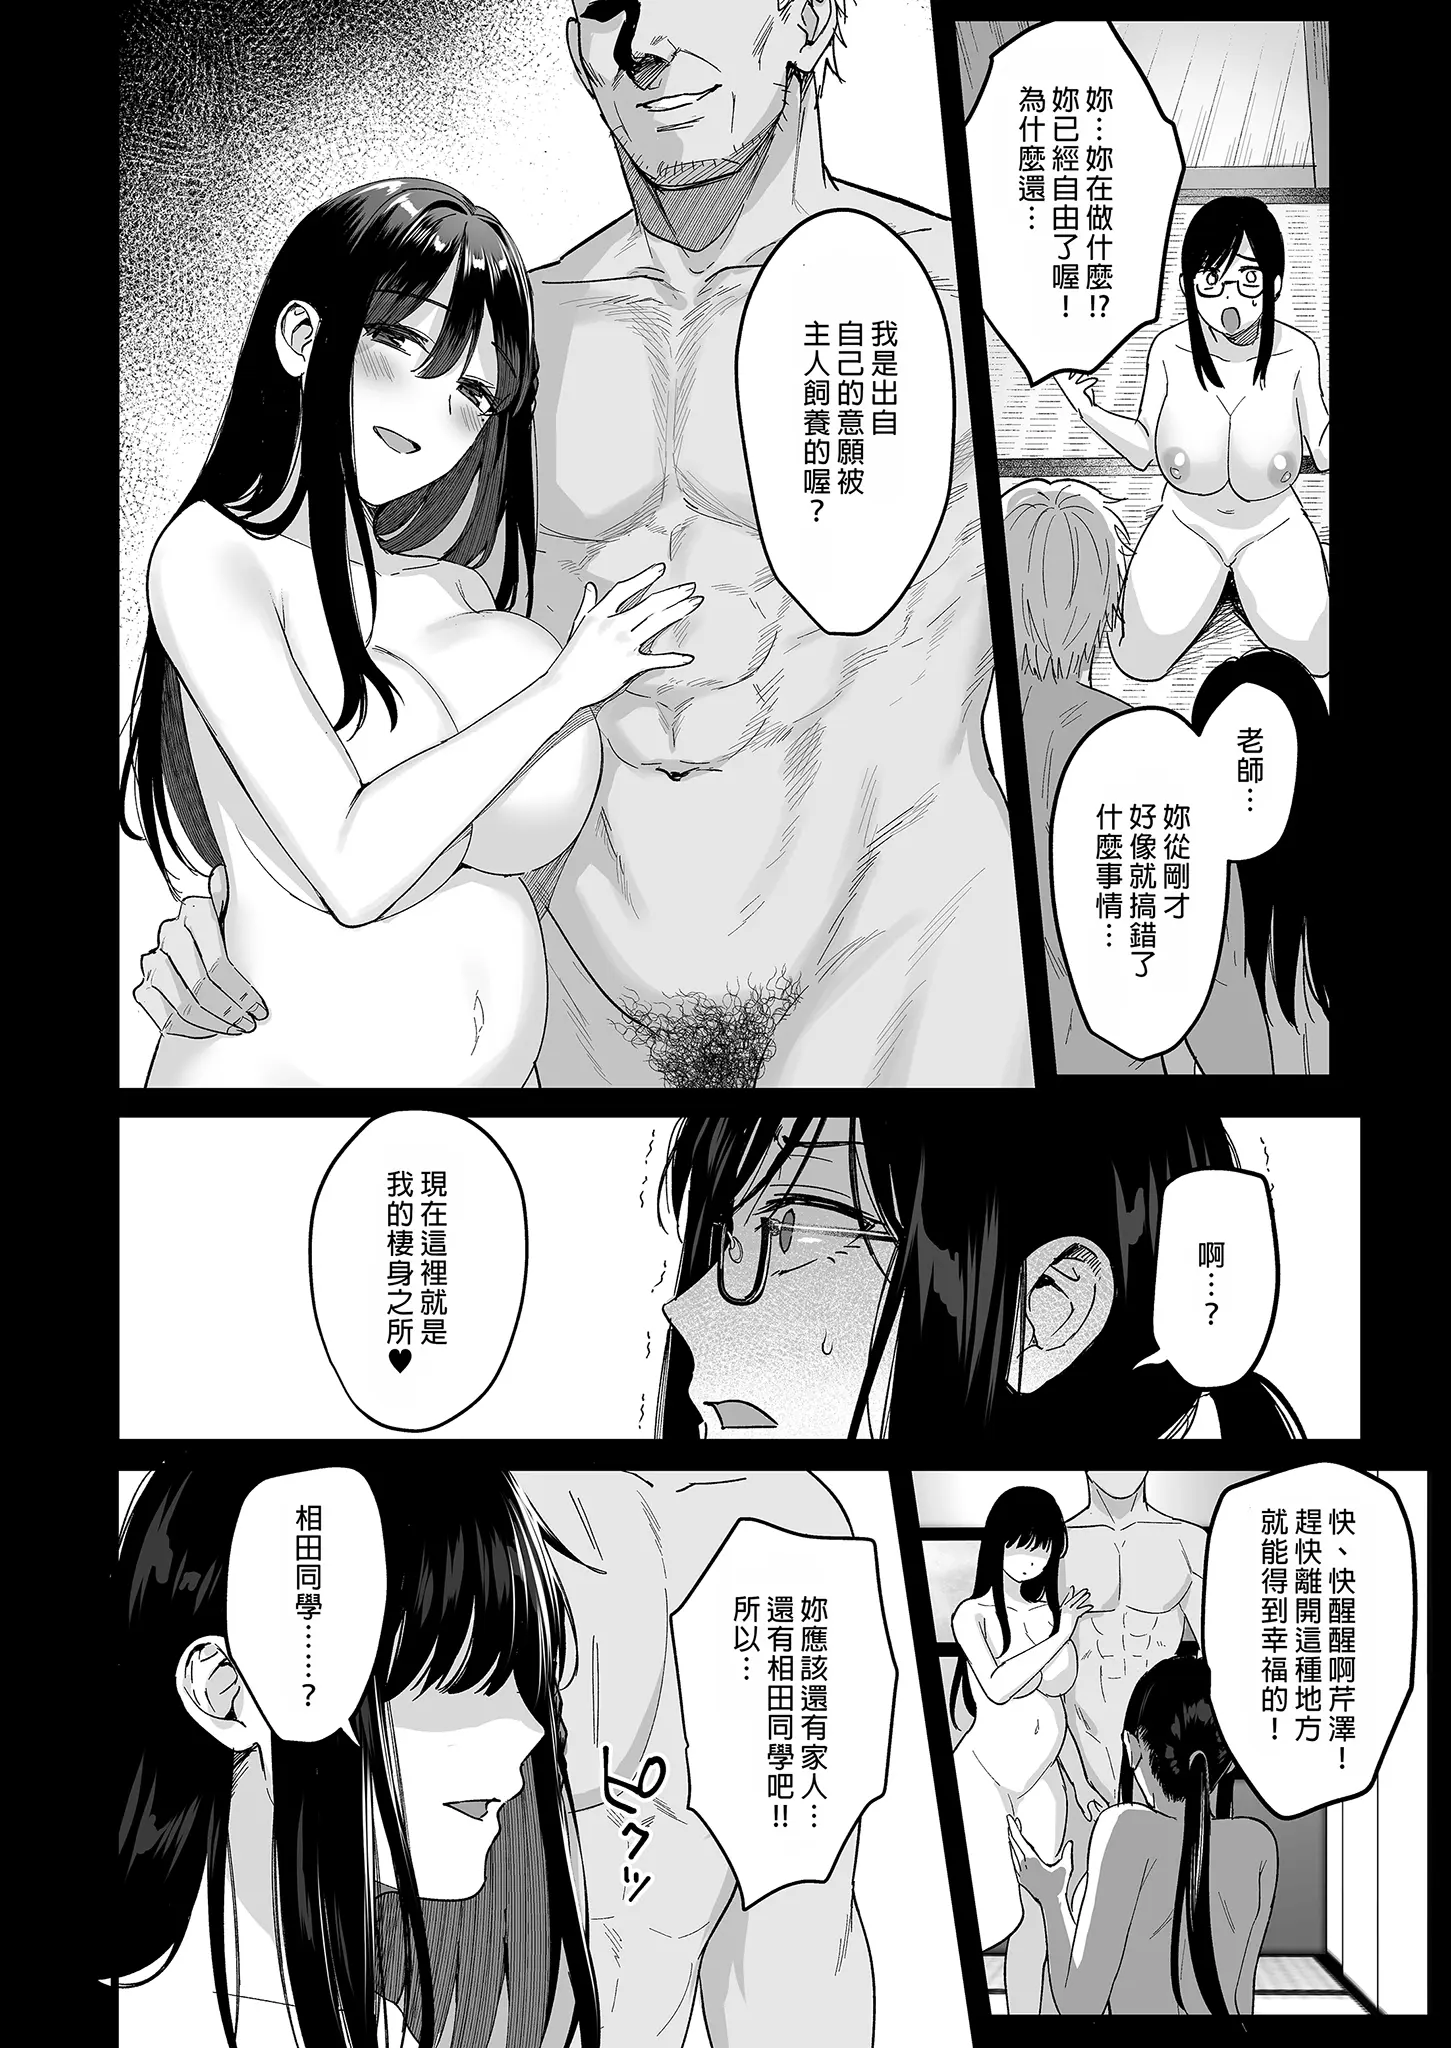 妳…妳在做什麼!?
妳已經自由了喔！
為什麼還…
老師…
妳從剛才
好像就搞錯了
什麼事情…
我是出自
自己的意願被
主人飼養的喔？
啊…？
現在這裡就是
我的棲身之所♥
快、快醒醒啊芹澤！
趕快離開這種地方
就能得到幸福的！
妳應該還有家人…
還有相田同學吧!!
所以…
ピクッ
相田同學……？